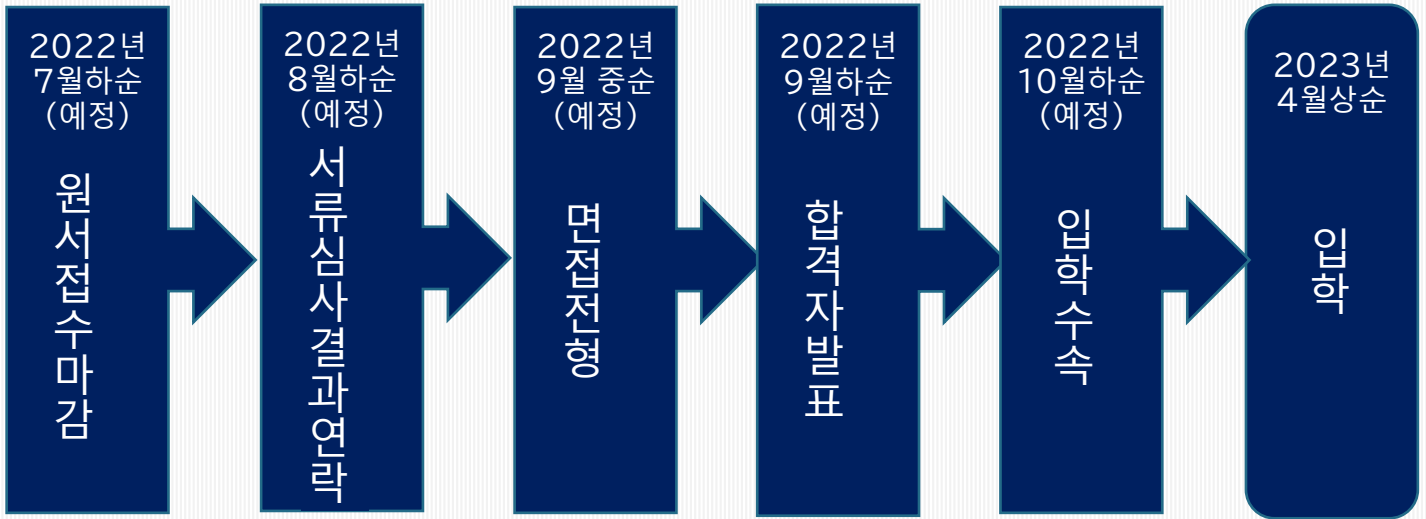 2022년
7월하순
(예정)
원서접수마감
2022년
8월하순
(예정)
서류심사결과연락
2022년
9월 중순
(예정)
면접전형
2022년
9월하순
(예정)
합격자발표
2022년
10월하순
(예정)
입학수속
2023년
4월상순
입학